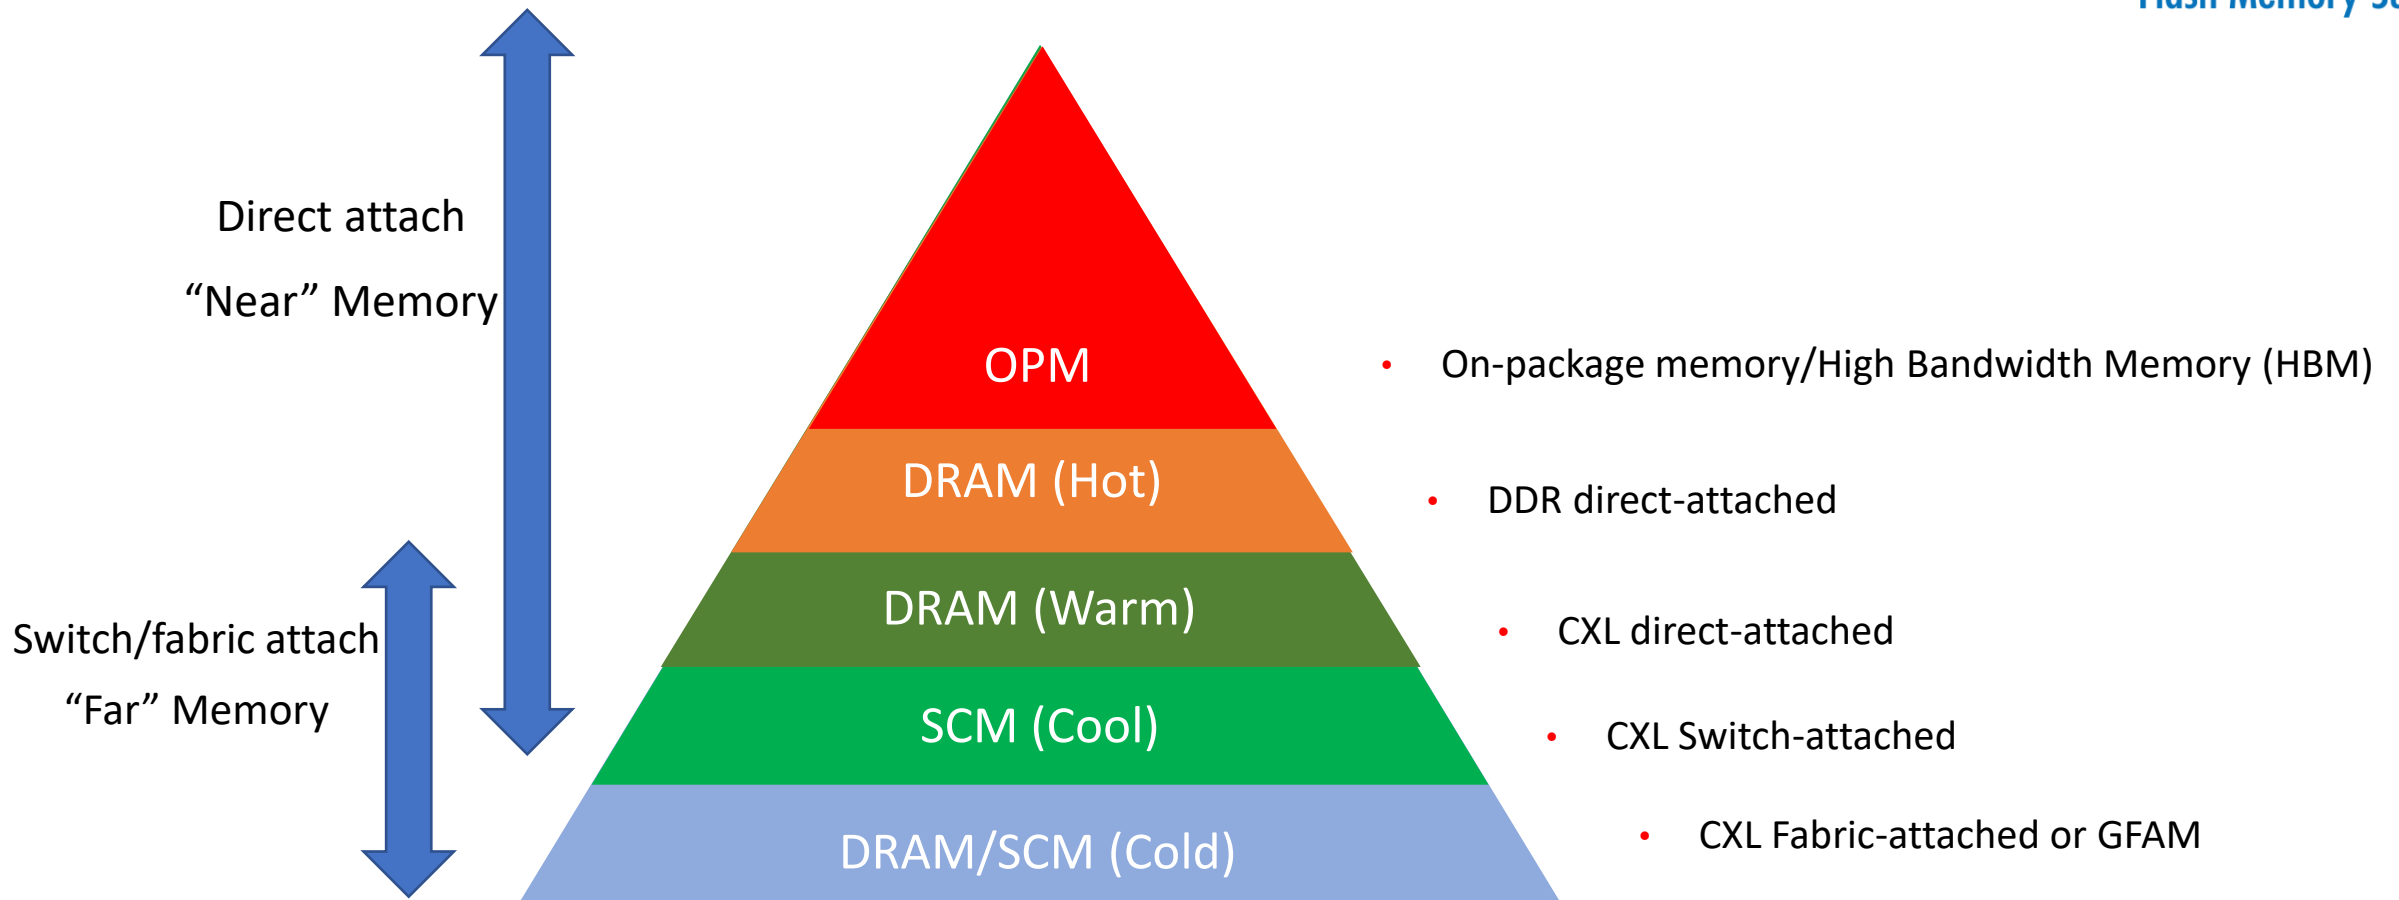 Direct attach
“Near” Memory
Switch/fabric attach
“Far” Memory
OPM
DRAM (Hot)
DRAM (Warm)
SCM (Cool)
DRAM/SCM (Cold)
• On-package memory/High Bandwidth Memory (HBM)
• DDR direct-attached
• CXL direct-attached
• CXL Switch-attached
• CXL Fabric-attached or GFAM